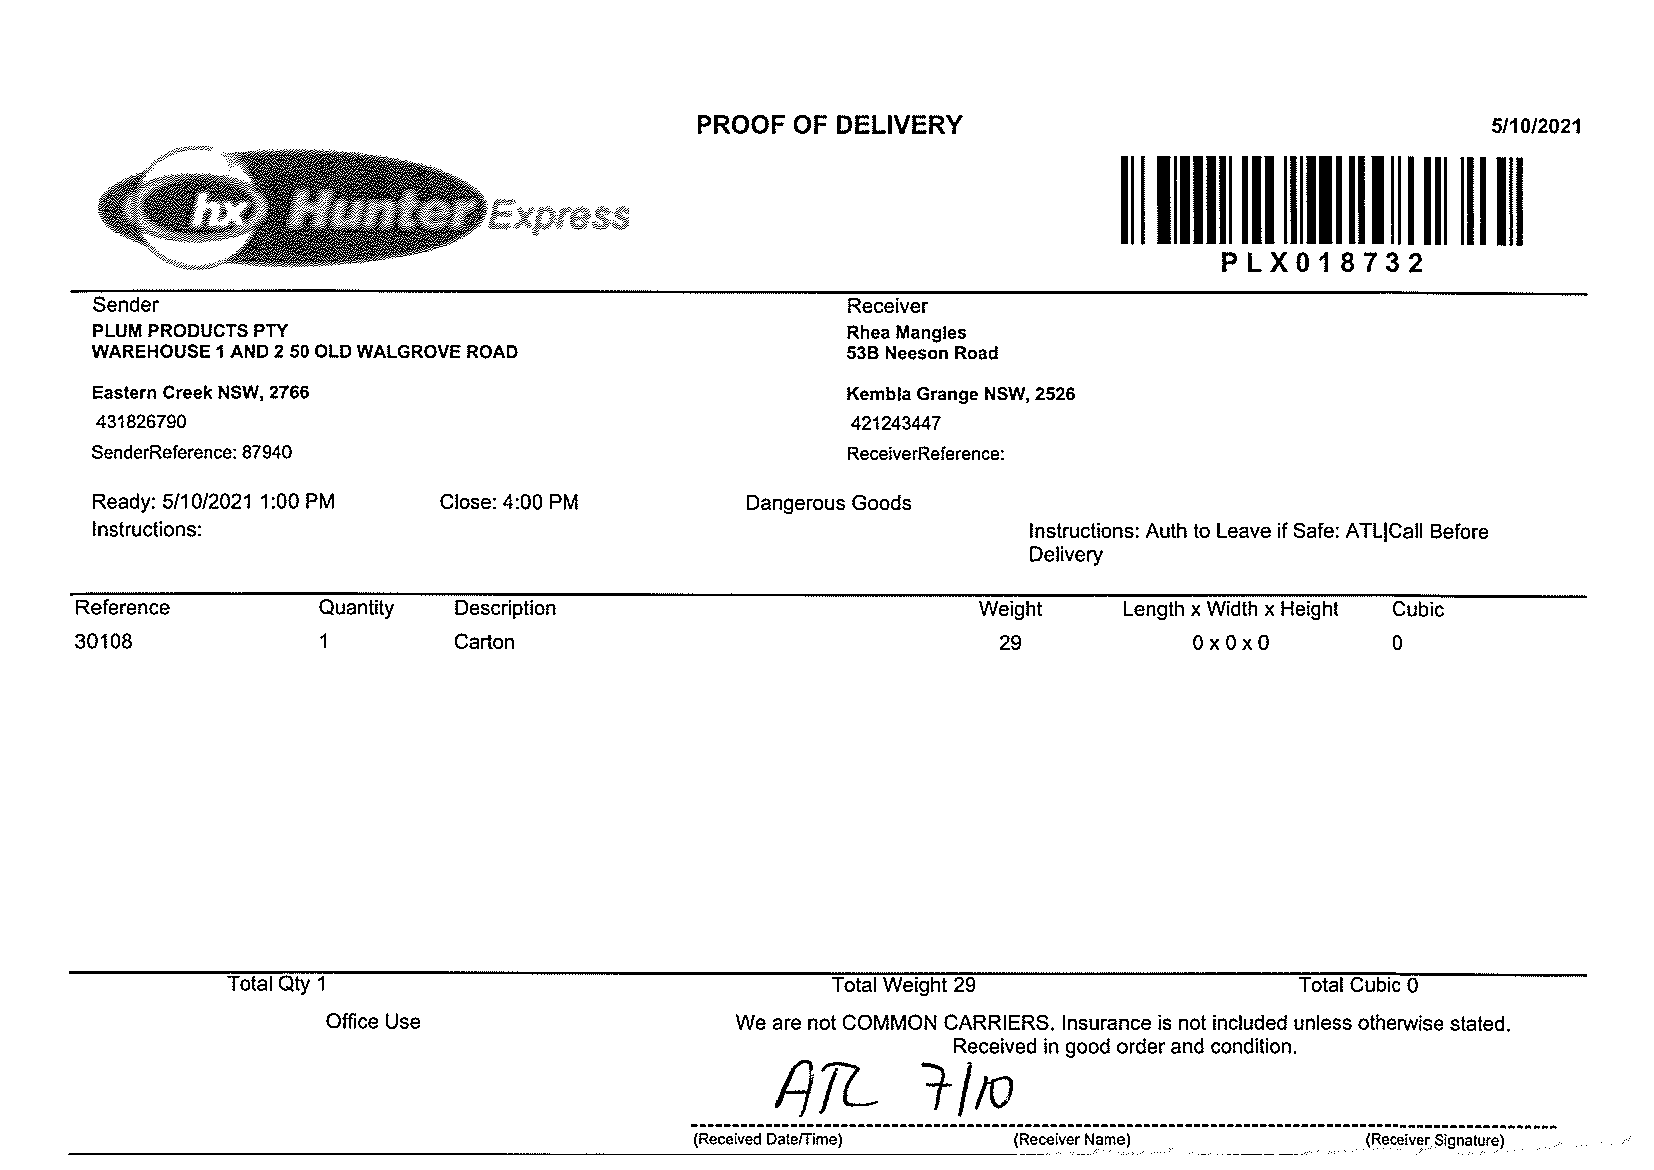 PROOF OF DELIVERY
5/10/2021
hx Hunter Express
PLX018732
Sender
PLUM PRODUCTS PTY
WAREHOUSE 1 AND 2 50 OLD WALGROVE ROAD
Eastern Creek NSW, 2766
431826790
SenderReference: 87940
Receiver
Rhea Mangles
53B Neeson Road
Kembla Grange NSW, 2526
421243447
ReceiverReference:
Ready: 5/10/2021 1:00 PM Close: 4:00 PM Dangerous Goods
Instructions:
Instructions: Auth to Leave if Safe: ATL|Call Before
Delivery
Reference Quantity Description Weight Length x Width x Height Cubic
30108 1 Carton 29 0 x 0 x 0 0
Total Qty 1 Total Weight 29 Total Cubic 0
Office Use
We are not COMMON CARRIERS. Insurance is not included unless otherwise stated.
Received in good order and condition.
ATL 7/10
(Received Date/Time) (Receiver Name) (Receiver Signature)